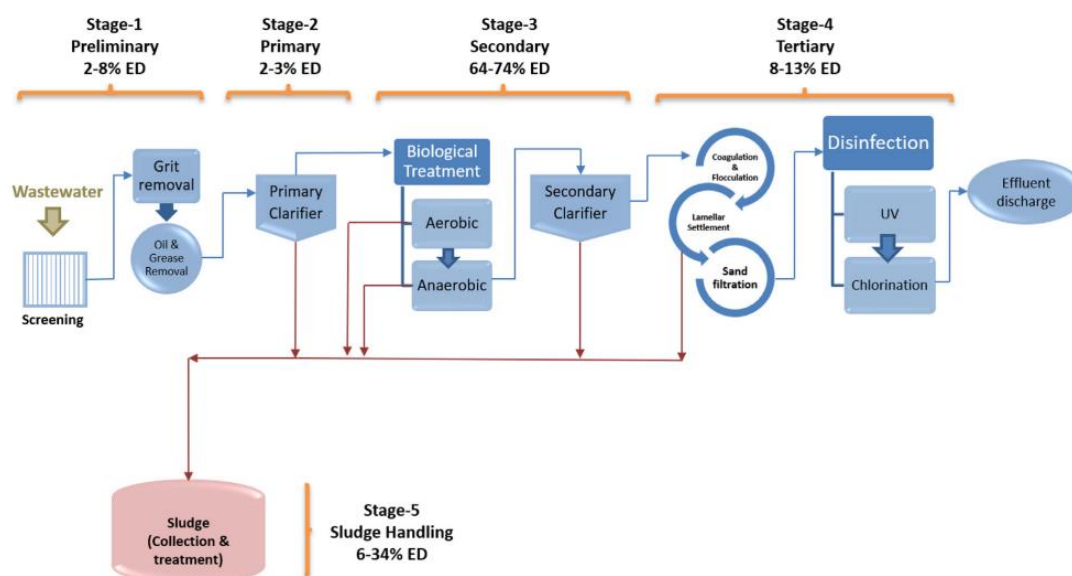 Stage-1
Preliminary
2-8% ED
Stage-2
Primary
2-3% ED
Stage-3
Secondary
64-74% ED
Stage-4
Tertiary
8-13% ED
Wastewater
Screening
Grit
removal
Oil &
Grease
Removal
Primary
Clarifier
Biological
Treatment
Aerobic
Anaerobic
Secondary
Clarifier
Coagulation
&
Flocculation
Lamellar
Settlement
Sand
filtration
Disinfection
UV
Chlorination
Effluent
discharge
Sludge
(Collection &
treatment)
Stage-5
Sludge Handling
6-34% ED